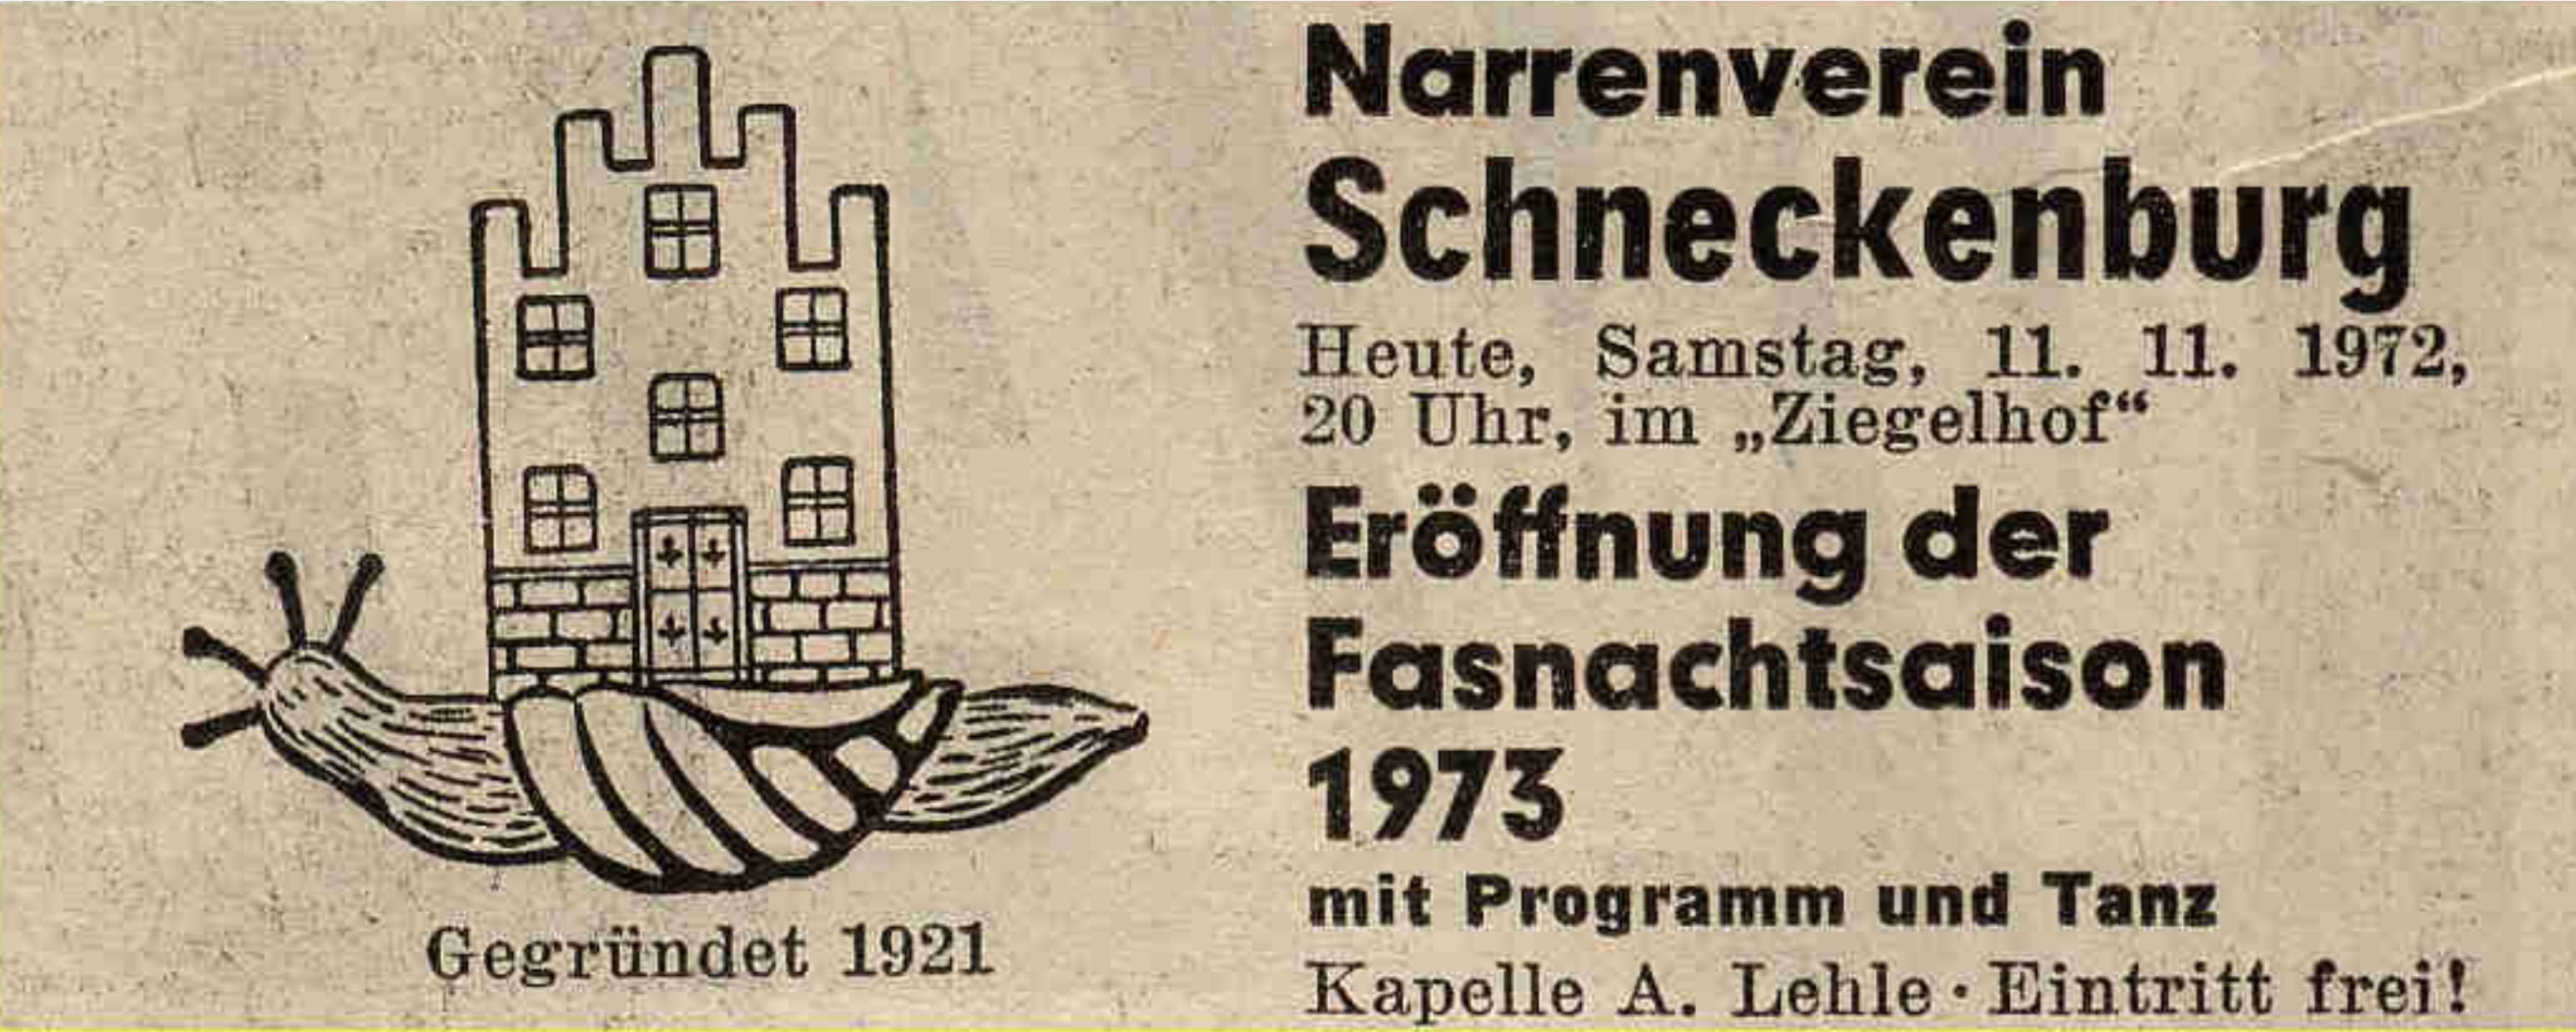 Narrenverein
Schneckenburg
Heute, Samstag, 11. 11. 1972,
20 Uhr, im „Ziegelhof“
Eröffnung der
Fasnachtsaison
1973
mit Programm und Tanz
Kapelle A. Lehle · Eintritt frei!
Gegründet 1921